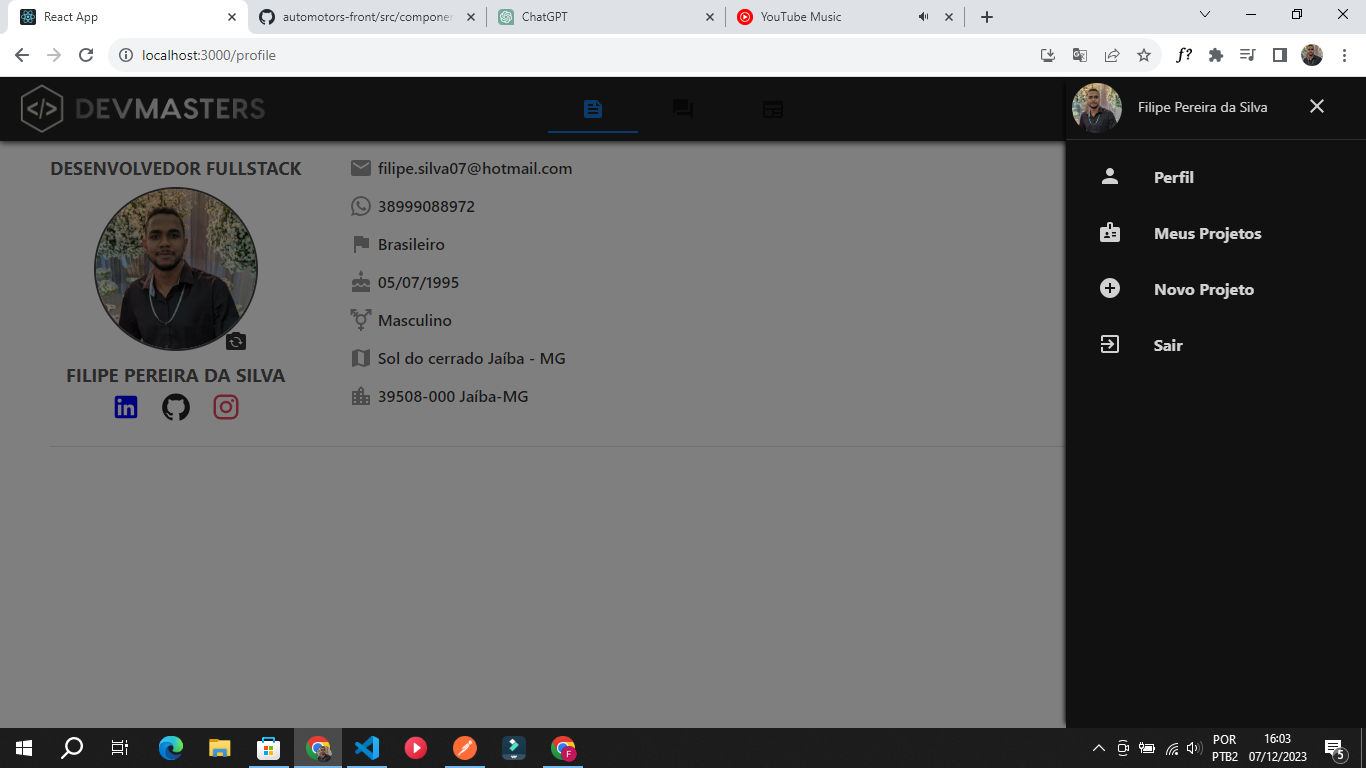 React App
automotors-front/src/componen
ChatGPT
YouTube Music
localhost:3000/profile
f?
DEVMASTERS
Filipe Pereira da Silva
DESENVOLVEDOR FULLSTACK
filipe.silva07@hotmail.com
38999088972
Brasileiro
05/07/1995
Masculino
Sol do cerrado Jaíba - MG
39508-000 Jaíba-MG
FILIPE PEREIRA DA SILVA
Perfil
Meus Projetos
Novo Projeto
Sair
F
POR
PTB2
16:03
07/12/2023
5